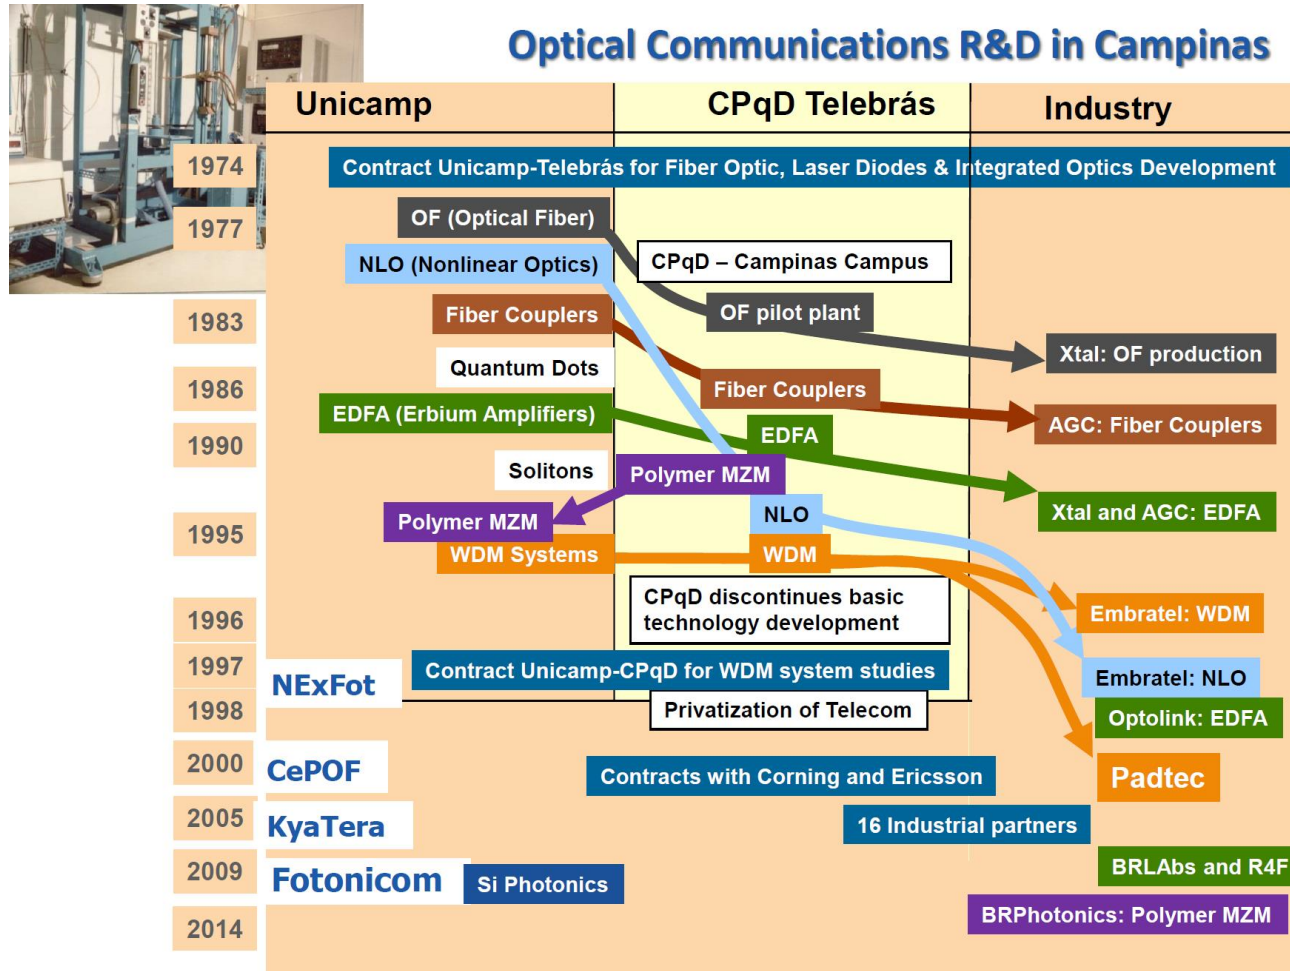 Optical Communications R&D in Campinas
Unicamp
CPqD Telebrás
Industry
1974
Contract Unicamp-Telebrás for Fiber Optic, Laser Diodes & Integrated Optics Development
1977
OF (Optical Fiber)
NLO (Nonlinear Optics)
CPqD – Campinas Campus
1983
Fiber Couplers
OF pilot plant
Xtal: OF production
Quantum Dots
1986
Fiber Couplers
EDFA (Erbium Amplifiers)
AGC: Fiber Couplers
1990
EDFA
Solitons
Polymer MZM
Xtal and AGC: EDFA
1995
Polymer MZM
NLO
WDM Systems
WDM
1996
CPqD discontinues basic
technology development
Embratel: WDM
1997
NExFot
Contract Unicamp-CPqD for WDM system studies
Embratel: NLO
1998
Privatization of Telecom
Optolink: EDFA
2000
CePOF
Contracts with Corning and Ericsson
Padtec
2005
KyaTera
16 Industrial partners
2009
Fotonicom
Si Photonics
BRLAbs and R4F
BRPhotonics: Polymer MZM
2014